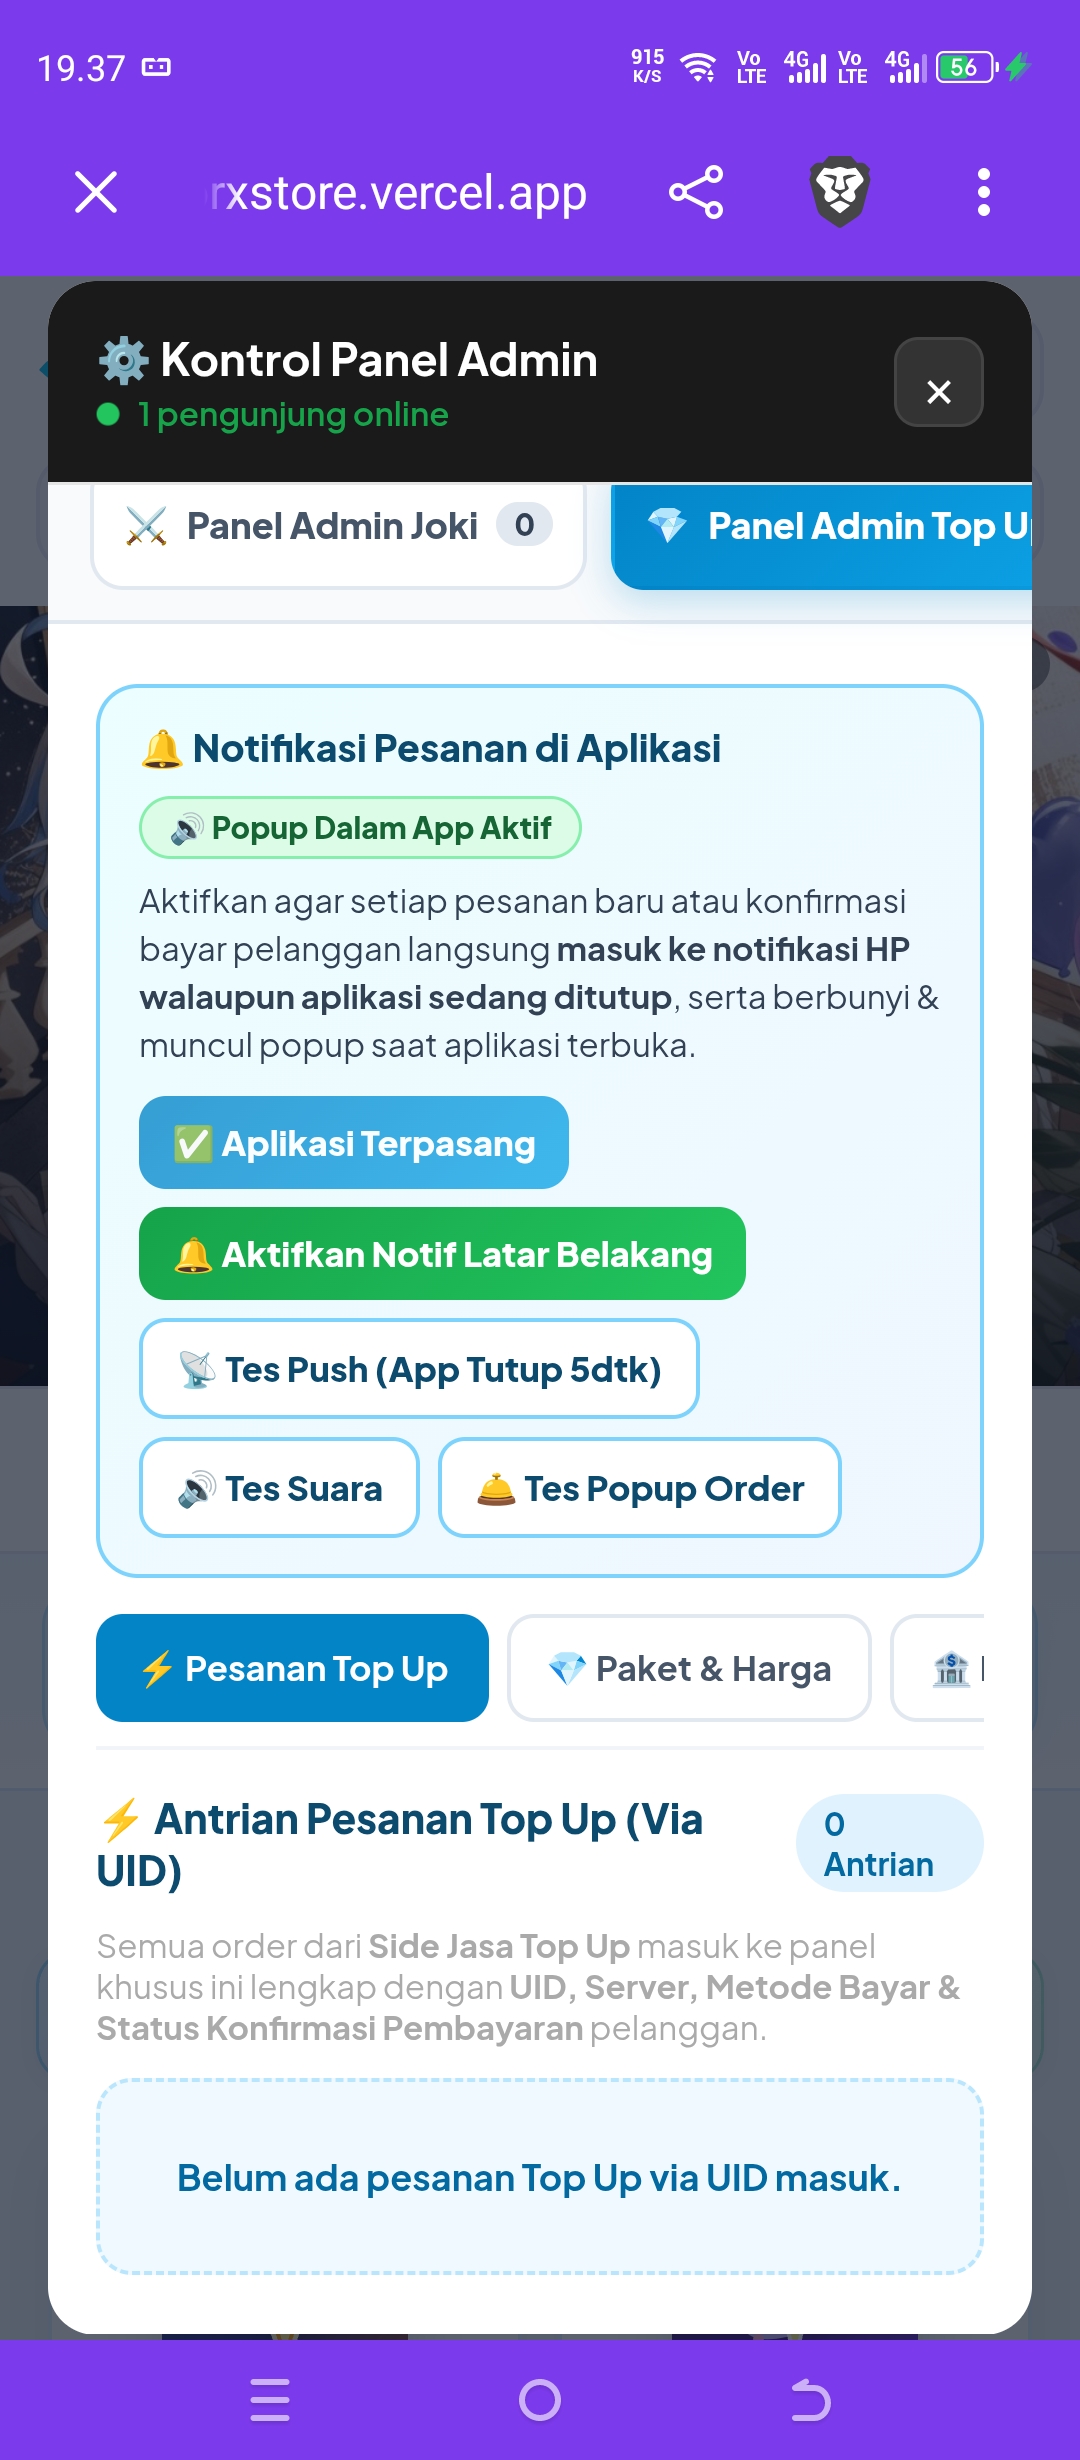 19.37
915 K/S
Vo LTE
4G
Vo LTE
4G
56
rxstore.vercel.app
Kontrol Panel Admin
1 pengunjung online
×
Panel Admin Joki 0
Panel Admin Top U
Notifikasi Pesanan di Aplikasi
Popup Dalam App Aktif
Aktifkan agar setiap pesanan baru atau konfirmasi
bayar pelanggan langsung masuk ke notifikasi HP
walaupun aplikasi sedang ditutup, serta berbunyi &
muncul popup saat aplikasi terbuka.
Aplikasi Terpasang
Aktifkan Notif Latar Belakang
Tes Push (App Tutup 5dtk)
Tes Suara
Tes Popup Order
Pesanan Top Up
Paket & Harga
Antrian Pesanan Top Up (Via
UID)
0
Antrian
Semua order dari Side Jasa Top Up masuk ke panel
khusus ini lengkap dengan UID, Server, Metode Bayar &
Status Konfirmasi Pembayaran pelanggan.
Belum ada pesanan Top Up via UID masuk.